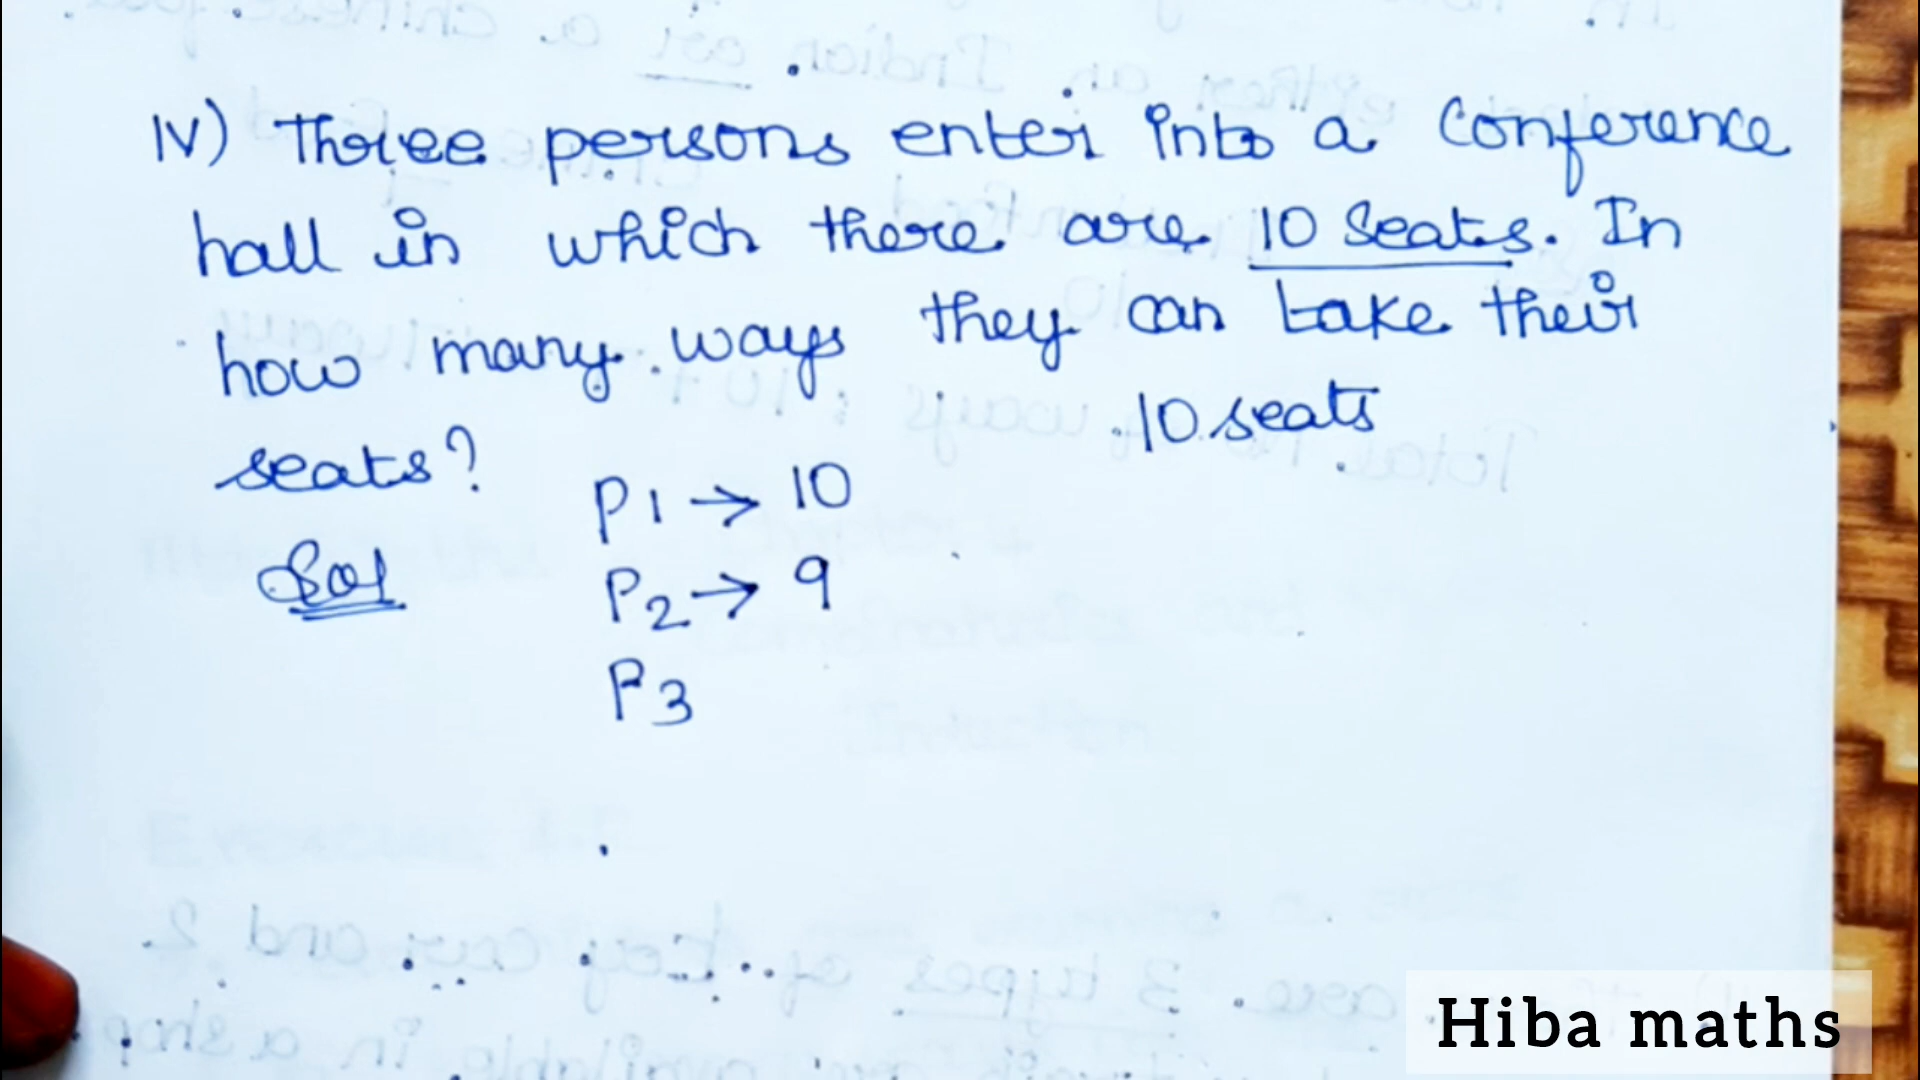 IV) Three persons enter into a conference
hall in which there are 10 seats. In
how many ways they can take their
seats?
10 seats
Sol
P1 → 10
P2 → 9
P3
Hiba maths